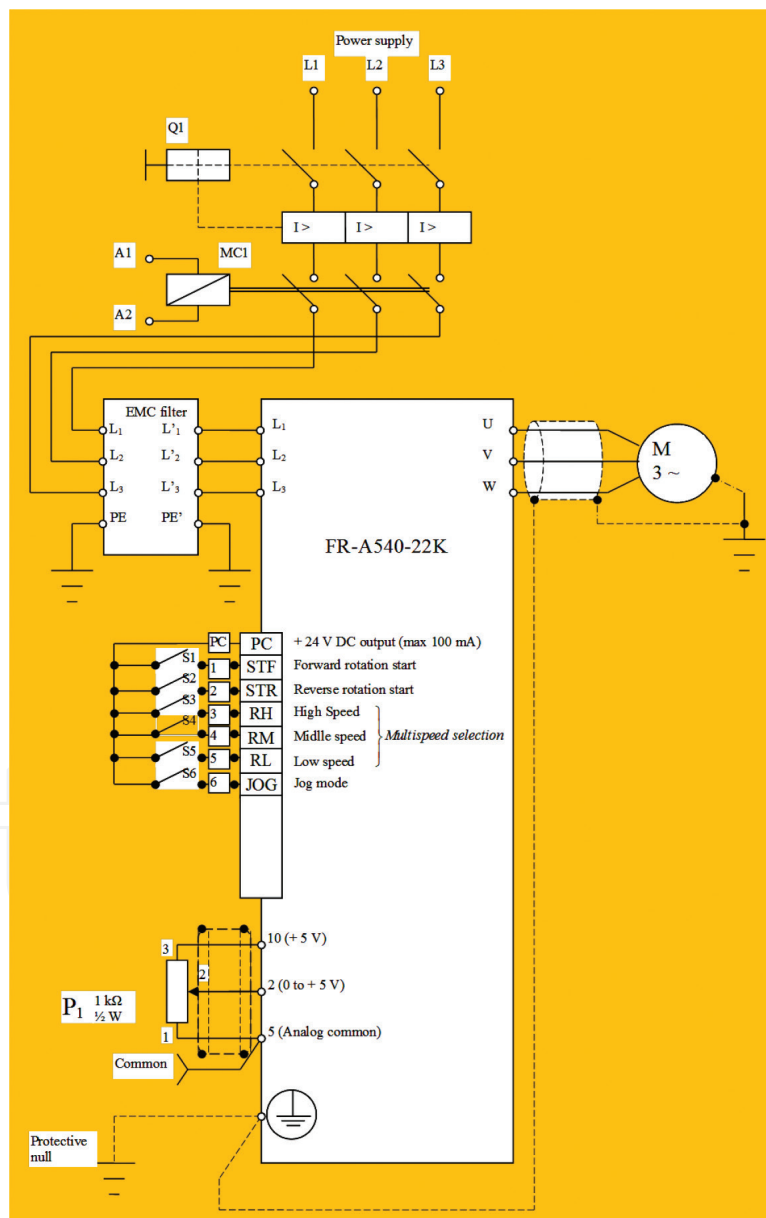 Power supply
L1 L2 L3
Q1
I > I > I >
A1 MC1
A2
EMC filter
L1 L'1 L1 U
L2 L'2 L2 V
L3 L'3 L3 W
PE PE'
M
3 ~
FR-A540-22K
PC PC + 24 V DC output (max 100 mA)
S1 1 STF Forward rotation start
S2 2 STR Reverse rotation start
S3 3 RH High Speed
S4 4 RM Midlle speed Multispeed selection
S5 5 RL Low speed
S6 6 JOG Jog mode
3 10 (+ 5 V)
2 2 (0 to + 5 V)
P1 1 kΩ
½ W
1 5 (Analog common)
Common
Protective
null